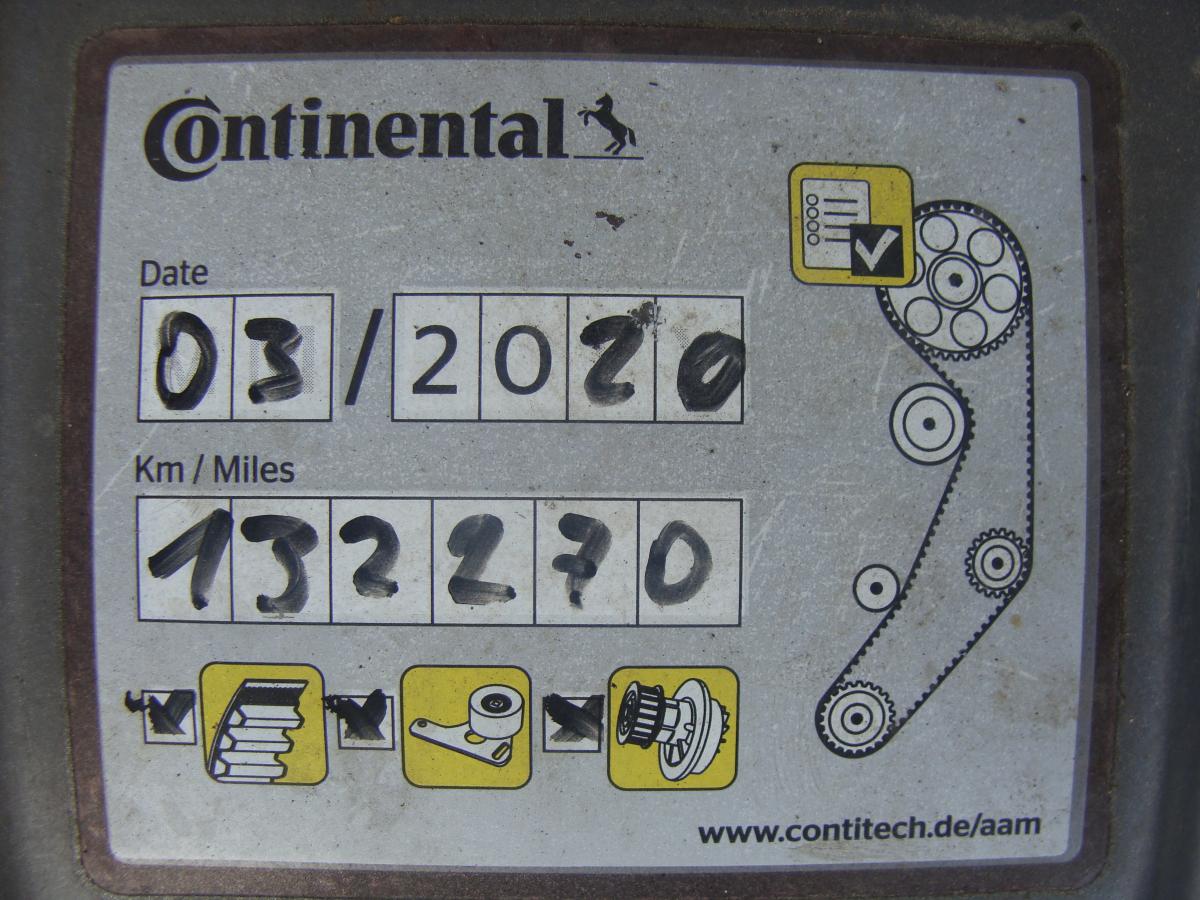 Continental
Date
03/2020
Km / Miles
132270
www.contitech.de/aam